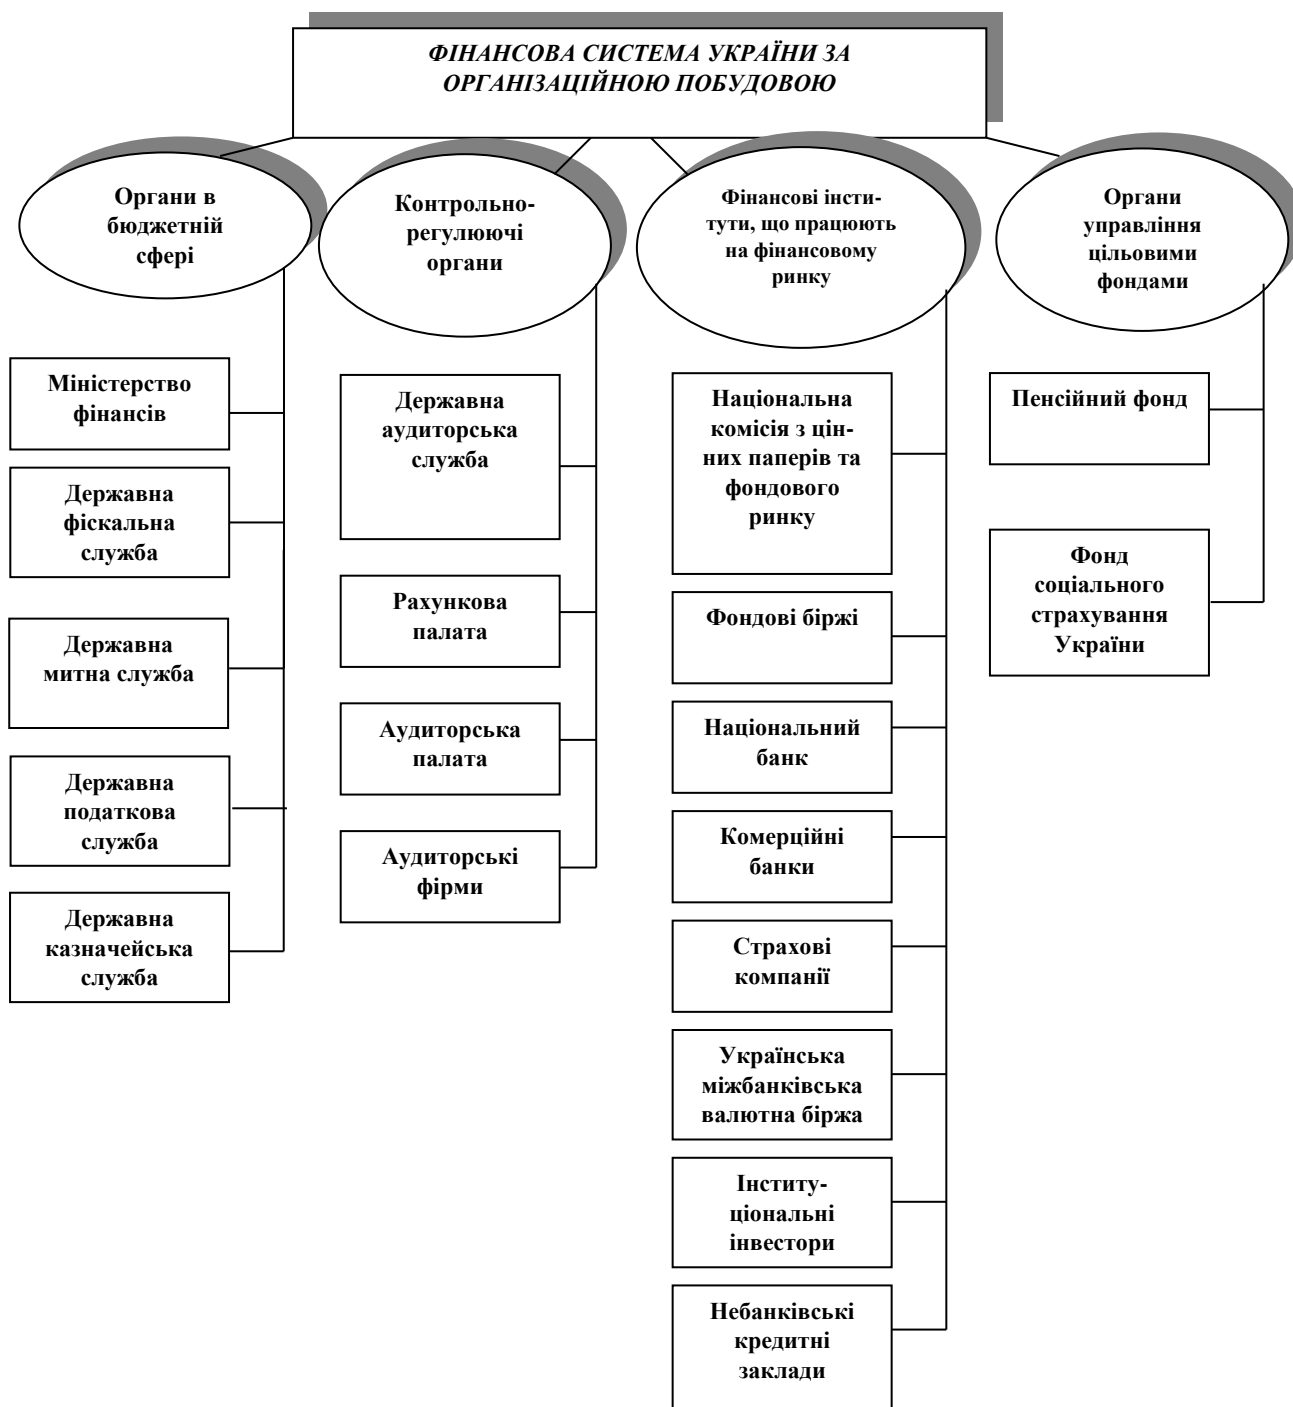 ФІНАНСОВА СИСТЕМА УКРАЇНИ ЗА
ОРГАНІЗАЦІЙНОЮ ПОБУДОВОЮ
Органи в
бюджетній
сфері
Контрольно-
регулюючі
органи
Фінансові інсти-
тути, що працюють
на фінансовому
ринку
Органи
управління
цільовими
фондами
Міністерство
фінансів
Державна
фіскальна
служба
Державна
митна служба
Державна
податкова
служба
Державна
казначейська
служба
Державна
аудиторська
служба
Рахункова
палата
Аудиторська
палата
Аудиторські
фірми
Національна
комісія з цін-
них паперів та
фондового
ринку
Фондові біржі
Національний
банк
Комерційні
банки
Страхові
компанії
Українська
міжбанківська
валютна біржа
Інститу-
ціональні
інвестори
Небанківські
кредитні
заклади
Пенсійний фонд
Фонд
соціального
страхування
України